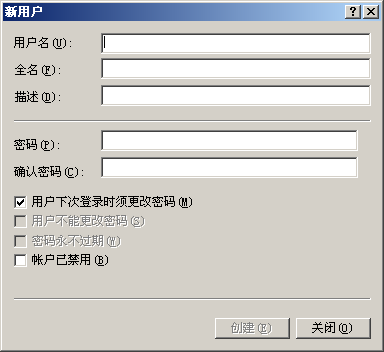 新用户
用户名(U):
全名(F):
描述(D):
密码(P):
确认密码(C):
用户下次登录时须更改密码(M)
用户不能更改密码(S)
密码永不过期(W)
帐户已禁用(B)
创建(E) 关闭(O)